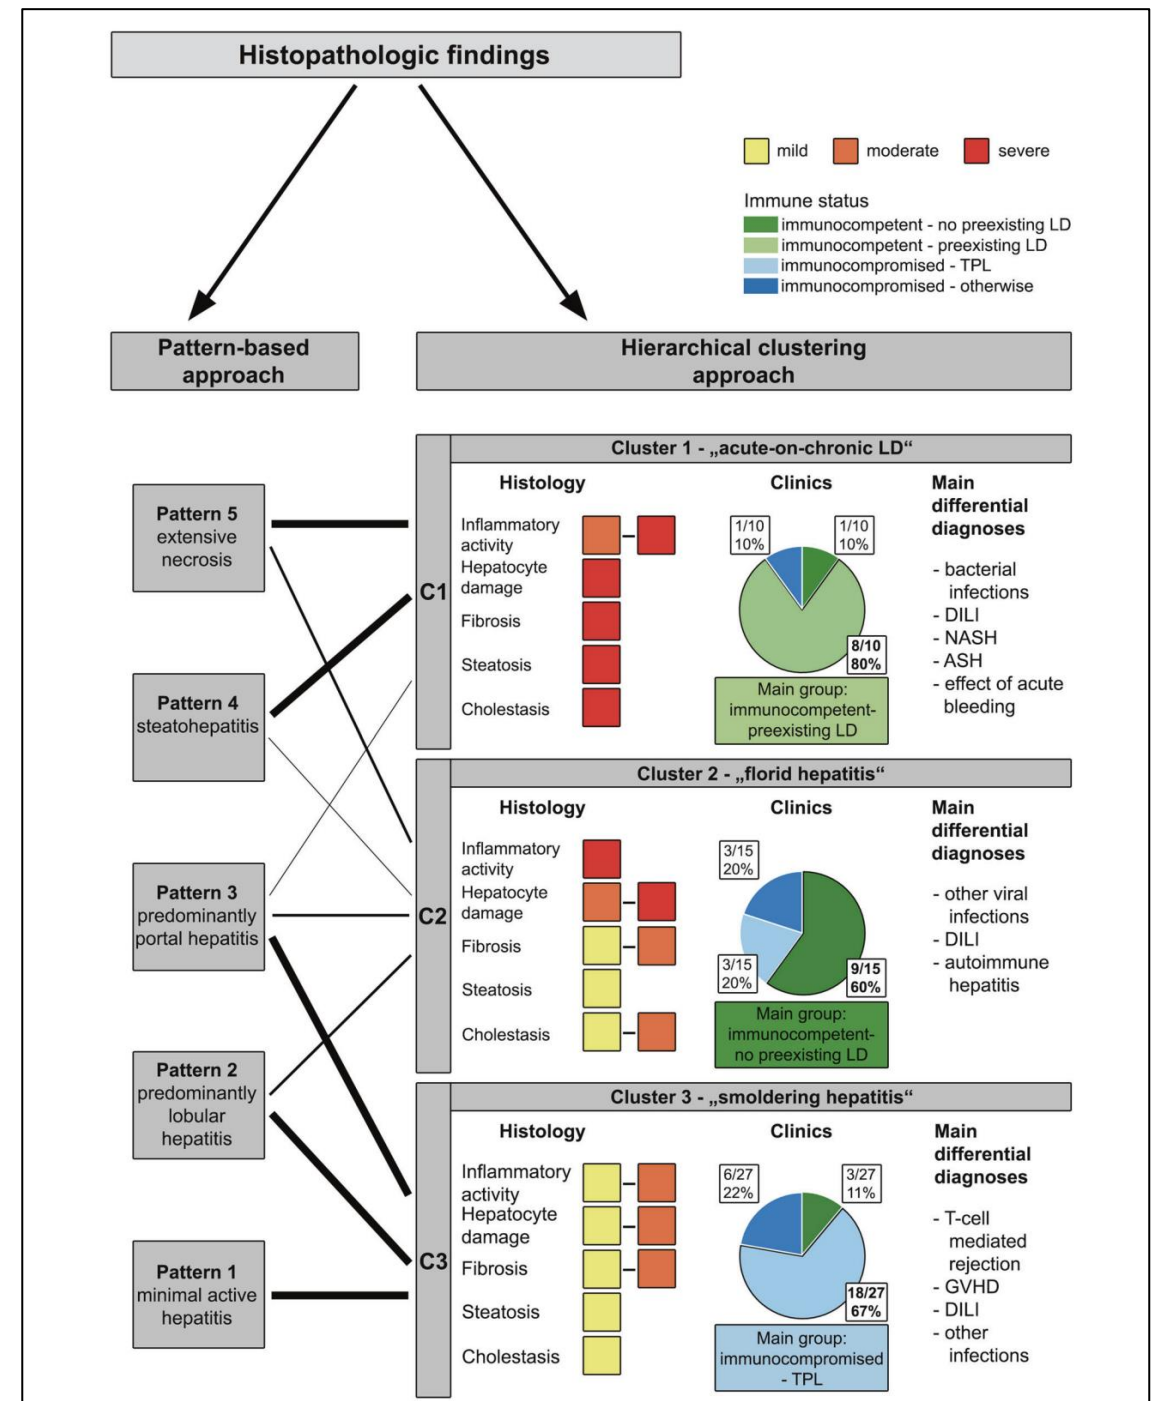 Histopathologic findings
mild
moderate
severe
Immune status
immunocompetent - no preexisting LD
immunocompetent - preexisting LD
immunocompromised - TPL
immunocompromised - otherwise
Pattern-based
approach
Hierarchical clustering
approach
Pattern 5
extensive
necrosis
Pattern 4
steatohepatitis
Pattern 3
predominantly
portal hepatitis
Pattern 2
predominantly
lobular
hepatitis
Pattern 1
minimal active
hepatitis
C1
Cluster 1 - „acute-on-chronic LD“
Histology
Inflammatory
activity
Hepatocyte
damage
Fibrosis
Steatosis
Cholestasis
Clinics
1/10
10%
1/10
10%
8/10
80%
Main group:
immunocompetent-
preexisting LD
Main
differential
diagnoses
- bacterial
infections
- DILI
- NASH
- ASH
- effect of acute
bleeding
C2
Cluster 2 - „florid hepatitis“
Histology
Inflammatory
activity
Hepatocyte
damage
Fibrosis
Steatosis
Cholestasis
Clinics
3/15
20%
3/15
20%
9/15
60%
Main group:
immunocompetent-
no preexisting LD
Main
differential
diagnoses
- other viral
infections
- DILI
- autoimmune
hepatitis
C3
Cluster 3 - „smoldering hepatitis“
Histology
Inflammatory
activity
Hepatocyte
damage
Fibrosis
Steatosis
Cholestasis
Clinics
6/27
22%
3/27
11%
18/27
67%
Main group:
immunocompromised
- TPL
Main
differential
diagnoses
- T-cell
mediated
rejection
- GVHD
- DILI
- other
infections